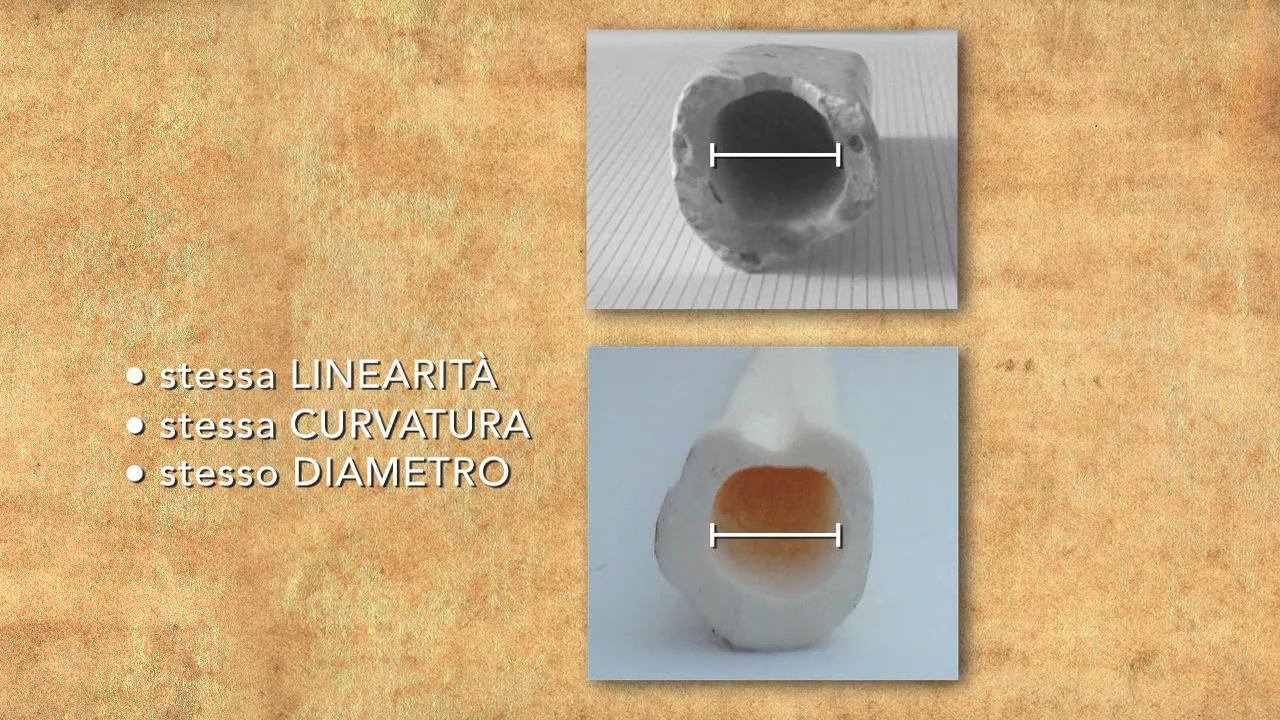 • stessa LINEARITÀ
• stessa CURVATURA
• stesso DIAMETRO